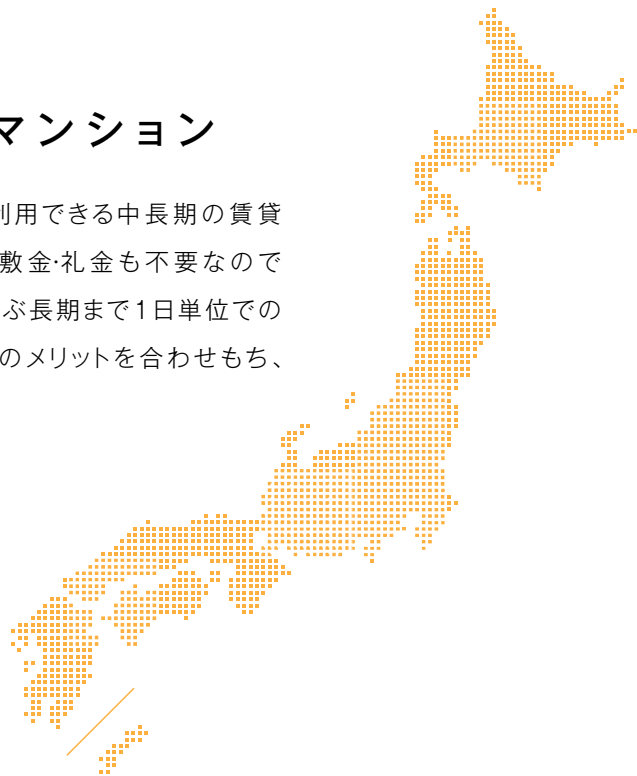 マンション
利用できる中長期の賃貸
敷金·礼金も不要なので
ぶ長期まで1日単位での
のメリットを合わせもち、